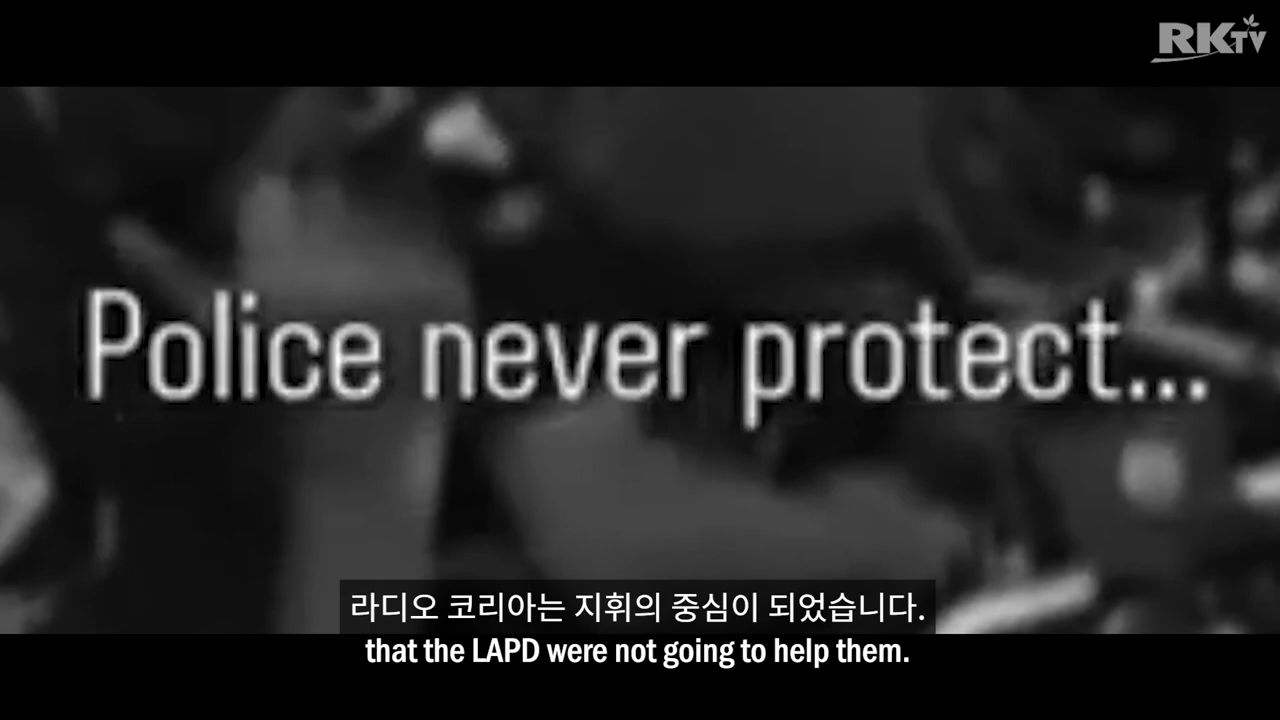 RKTV
Police never protect...
라디오 코리아는 지휘의 중심이 되었습니다.
that the LAPD were not going to help them.